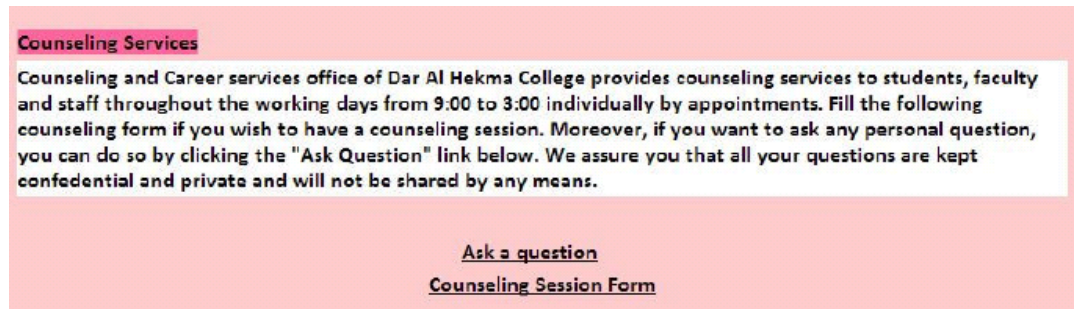 Counseling Services
Counseling and Career services office of Dar Al Hekma College provides counseling services to students, faculty
and staff throughout the working days from 9:00 to 3:00 individually by appointments. Fill the following
counseling form if you wish to have a counseling session. Moreover, if you want to ask any personal question,
you can do so by clicking the "Ask Question" link below. We assure you that all your questions are kept
confedential and private and will not be shared by any means.
Ask a question
Counseling Session Form